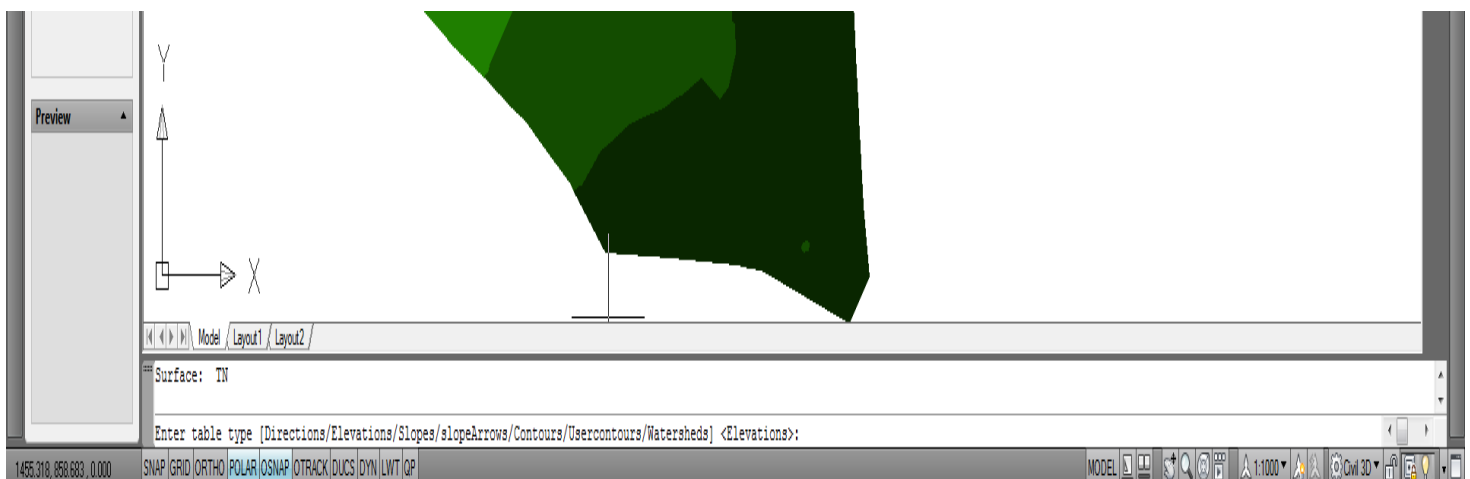 Y
Preview
X
Model Layout1 Layout2
Surface: TN
Enter table type [Directions/Elevations/Slopes/slopeArrows/Contours/Usercontours/Watersheds] <Elevations>:
1455.318, 858.683 , 0.000 SNAP GRID ORTHO POLAR OSNAP OTRACK DUCS DYN LWT QP MODEL 1:1000 Civil 3D